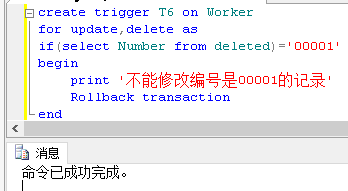 create trigger T6 on Worker
for update,delete as
if(select Number from deleted)='00001'
begin
print '不能修改编号是00001的记录'
Rollback transaction
end
消息
命令已成功完成。